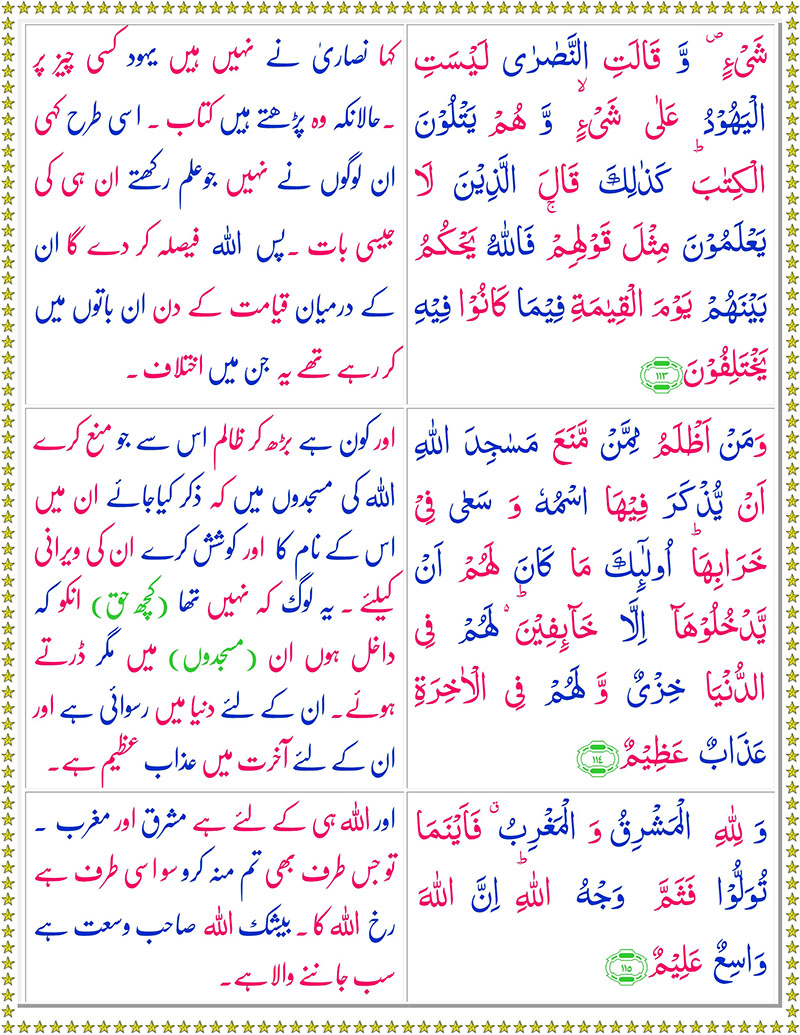 شَیْءٍ ۪ وَّ قَالَتِ النَّصٰرٰی لَیْسَتِ
الْیَهُوْدُ عَلٰی شَیْءٍ ۙ وَّ هُمْ یَتْلُوْنَ
الْكِتٰبَ ؕ كَذٰلِكَ قَالَ الَّذِیْنَ لَا
یَعْلَمُوْنَ مِثْلَ قَوْلِهِمْ ۚ فَاللّٰهُ یَحْكُمُ
بَیْنَهُمْ یَوْمَ الْقِیٰمَةِ فِیْمَا كَانُوْا فِیْهِ
یَخْتَلِفُوْنَ ۱۱۳
کہا نصاریٰ نے نہیں ہیں یہود کسی چیز پر
۔حالانکہ وہ پڑھتے ہیں کتاب ۔ اسی طرح کہی
ان لوگوں نے نہیں جو علم رکھتے ان ہی کی
جیسی بات ۔پس اللہ فیصلہ کر دے گا ان
کے درمیان قیامت کے دن ان باتوں میں
کر رہے تھے یہ جن میں اختلاف ۔
وَمَنْ اَظْلَمُ مِمَّنْ مَّنَعَ مَسٰجِدَ اللّٰهِ
اَنْ یُّذْكَرَ فِیْهَا اسْمُهٗ وَ سَعٰی فِیْ
خَرَابِهَا ؕ اُولٰٓىِٕكَ مَا كَانَ لَهُمْ اَنْ
یَّدْخُلُوْهَاۤ اِلَّا خَآىِٕفِیْنَ ؕ۬ لَهُمْ فِی
الدُّنْیَا خِزْیٌ وَّ لَهُمْ فِی الْاٰخِرَةِ
عَذَابٌ عَظِیْمٌ ۱۱۴
اور کون ہے بڑھ کر ظالم اس سے جو منع کرے
اللہ کی مسجدوں میں کہ ذکر کیا جائے ان میں
اس کے نام کا اور کوشش کرے ان کی ویرانی
کیلئے ۔ یہ لوگ کہ نہیں تھا (کچھ حق) انکو کہ
داخل ہوں ان (مسجدوں) میں مگر ڈرتے
ہوئے۔ ان کے لئے دنیا میں رسوائی ہے اور
ان کے لئے آخرت میں عذاب عظیم ہے۔
وَ لِلّٰهِ الْمَشْرِقُ وَ الْمَغْرِبُ ۗ فَاَیْنَمَا
تُوَلُّوْا فَثَمَّ وَجْهُ اللّٰهِ ؕ اِنَّ اللّٰهَ
وَاسِعٌ عَلِیْمٌ ۱۱۵
اور اللہ ہی کے لئے ہے مشرق اور مغرب ۔
تو جس طرف بھی تم منہ کرو سو اسی طرف ہے
رخ اللہ کا۔ بیشک اللہ صاحب وسعت ہے
سب جاننے والا ہے۔